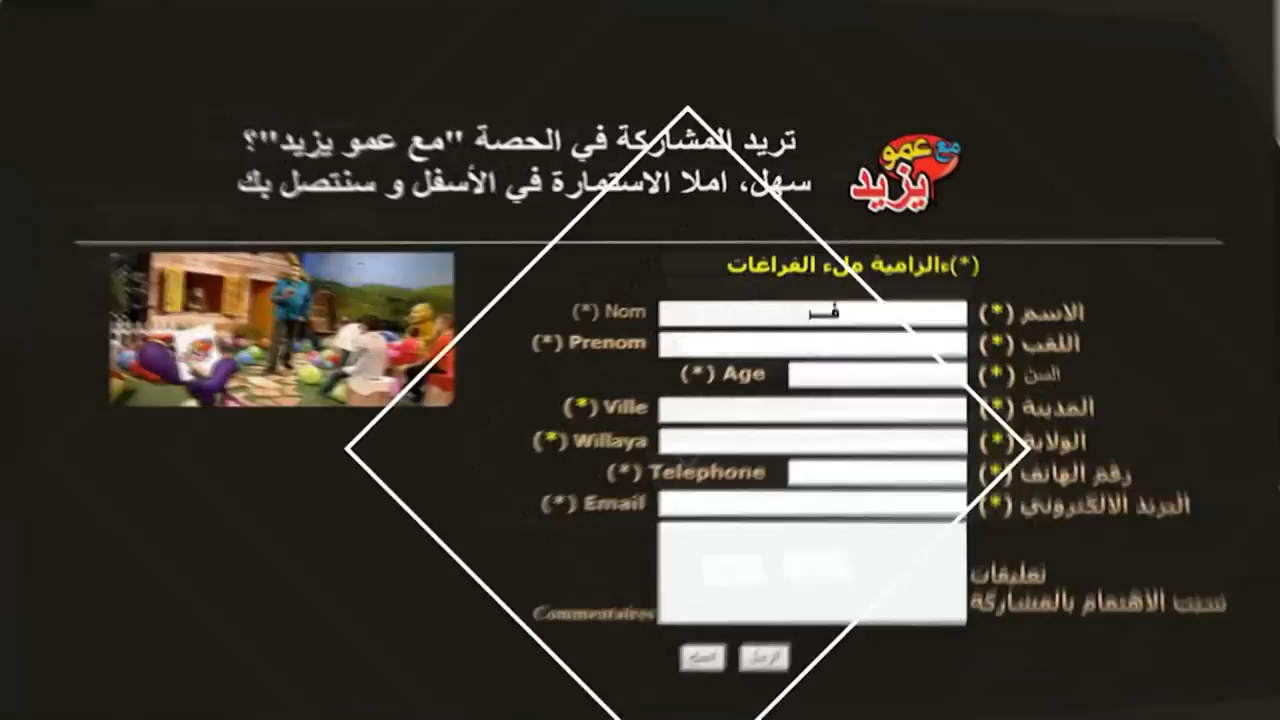 تريد المشاركة في الحصة "مع عمو يزيد"؟
سهل، املا الاستمارة في الأسفل و سنتصل بك
مع عمو
يزيد
(*)ءالزامية ملء الفراغات
الاسم (*) فر Nom (*)
اللقب (*) Prenom (*)
السن (*) Age (*)
المدينة (*) Ville (*)
الولاية (*) Willaya (*)
رقم الهاتف (*) Telephone (*)
البريد الالكتروني (*) Email (*)
تعليقات
سبب الاهتمام بالمشاركة Commentaires